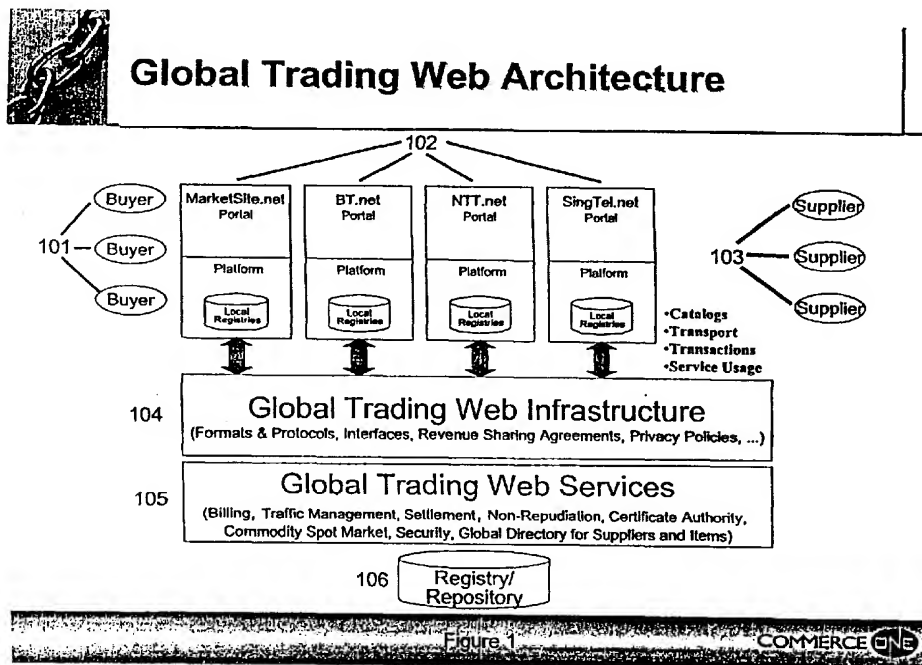 Global Trading Web Architecture
102
Buyer
Buyer
Buyer
101
MarketSite.net
Portal
Platform
Local
Registries
BT.net
Portal
Platform
Local
Registries
NTT.net
Portal
Platform
Local
Registries
SingTel.net
Portal
Platform
Local
Registries
103
Supplier
Supplier
Supplier
•Catalogs
•Transport
•Transactions
•Service Usage
104
Global Trading Web Infrastructure
(Formats & Protocols, Interfaces, Revenue Sharing Agreements, Privacy Policies, ...)
105
Global Trading Web Services
(Billing, Traffic Management, Settlement, Non-Repudiation, Certificate Authority,
Commodity Spot Market, Security, Global Directory for Suppliers and Items)
106
Registry/
Repository
Figure 1
COMMERCE ONE